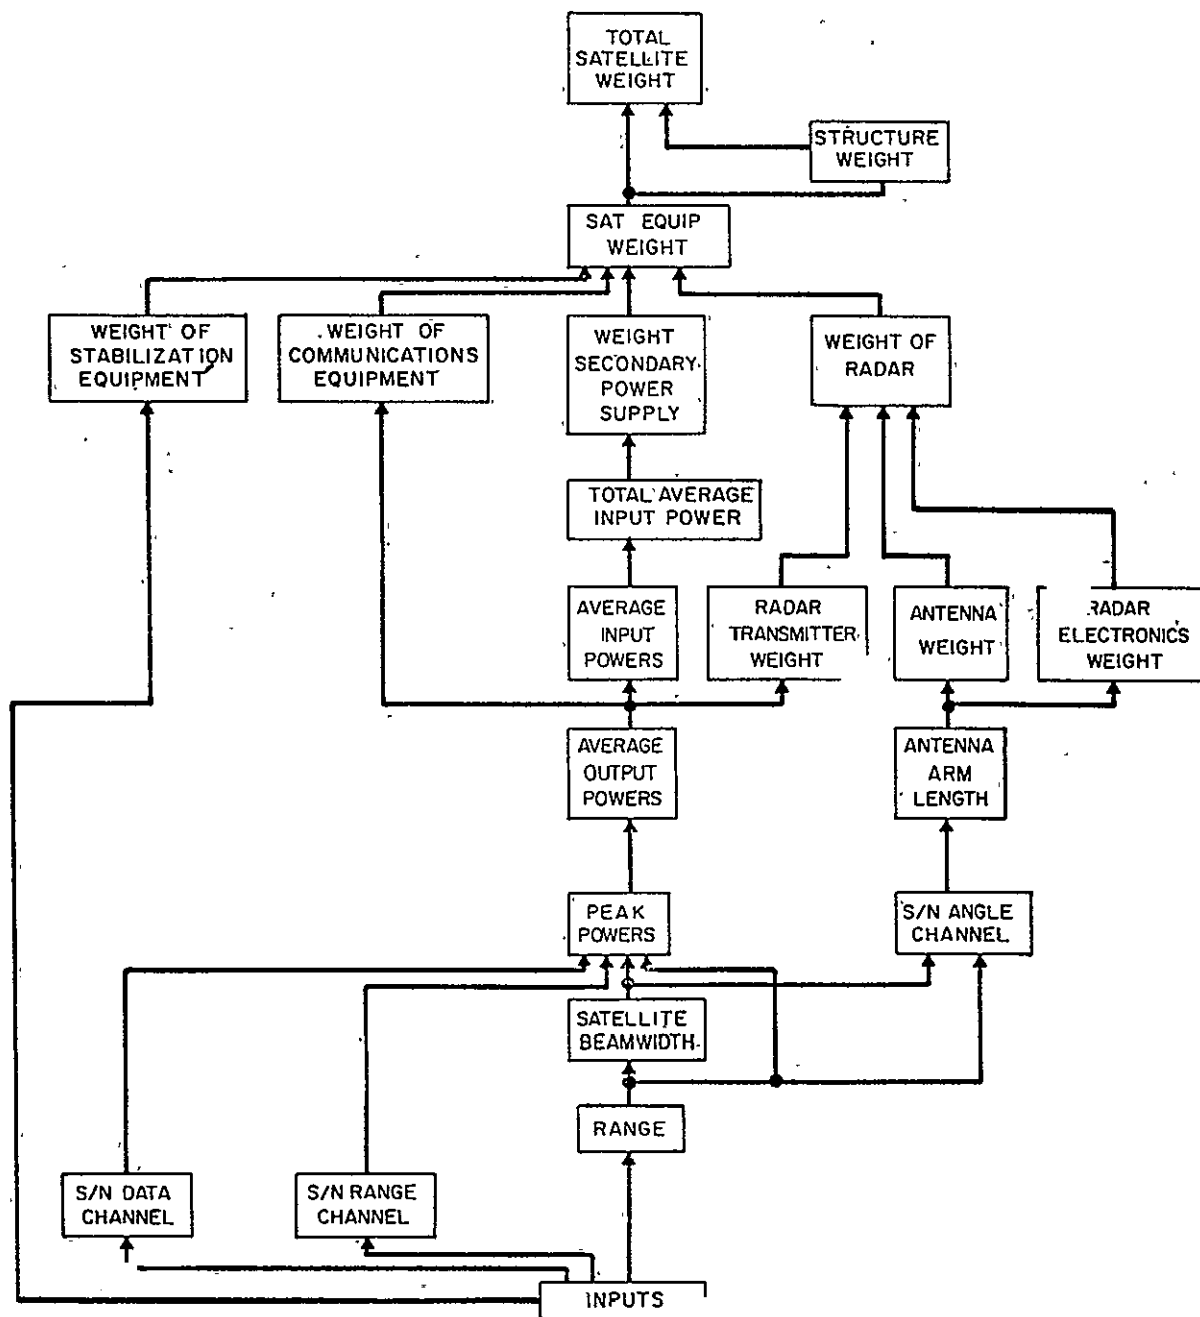 TOTAL
SATELLITE
WEIGHT
STRUCTURE
WEIGHT
SAT EQUIP
WEIGHT
WEIGHT OF
STABILIZATION
EQUIPMENT
WEIGHT OF
COMMUNICATIONS
EQUIPMENT
WEIGHT
SECONDARY
POWER
SUPPLY
WEIGHT OF
RADAR
TOTAL AVERAGE
INPUT POWER
AVERAGE
INPUT
POWERS
RADAR
TRANSMITTER
WEIGHT
ANTENNA
WEIGHT
RADAR
ELECTRONICS
WEIGHT
AVERAGE
OUTPUT
POWERS
ANTENNA
ARM
LENGTH
PEAK
POWERS
S/N ANGLE
CHANNEL
SATELLITE
BEAMWIDTH
RANGE
S/N DATA
CHANNEL
S/N RANGE
CHANNEL
INPUTS